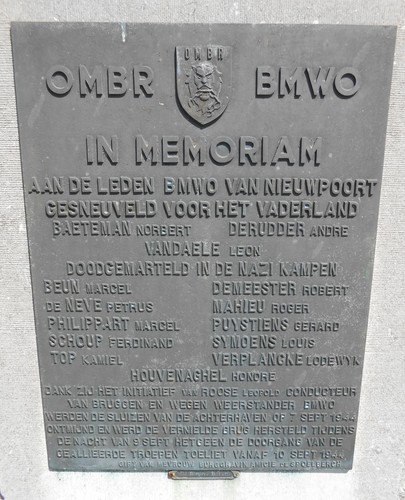 OMBR
OMBR BMWO
IN MEMORIAM
AAN DE LEDEN BMWO VAN NIEUWPOORT
GESNEUVELD VOOR HET VADERLAND
BAETEMAN NORBERT DERUDDER ANDRE
VANDAELE LEON
DOODGEMARTELD IN DE NAZI KAMPEN
BEUN MARCEL DEMEESTER ROBERT
DE NEVE PETRUS MAHIEU ROGER
PHILIPPART MARCEL PUYSTIENS GERARD
SCHOUP FERDINAND SYMOENS LOUIS
TOP KAMIEL VERPLANCKE LODEWYK
HOUVENAGHEL HONORE
DANK ZIJ HET INITIATIEF VAN ROOSE LEOPOLD CONDUCTEUR
VAN BRUGGEN EN WEGEN WEERSTANDER BMWO
WERDEN DE SLUIZEN VAN DE ACHTERHAVEN OP 7 SEPT 1944
ONTMIJND EN WERD DE VERNIELDE BRUG HERSTELD TIJDENS
DE NACHT VAN 9 SEPT HETGEEN DE DOORGANG VAN DE
GEALLIEERDE TROEPEN TOELIET VANAF 10 SEPT 1944
GIFT VAN MEVROUW